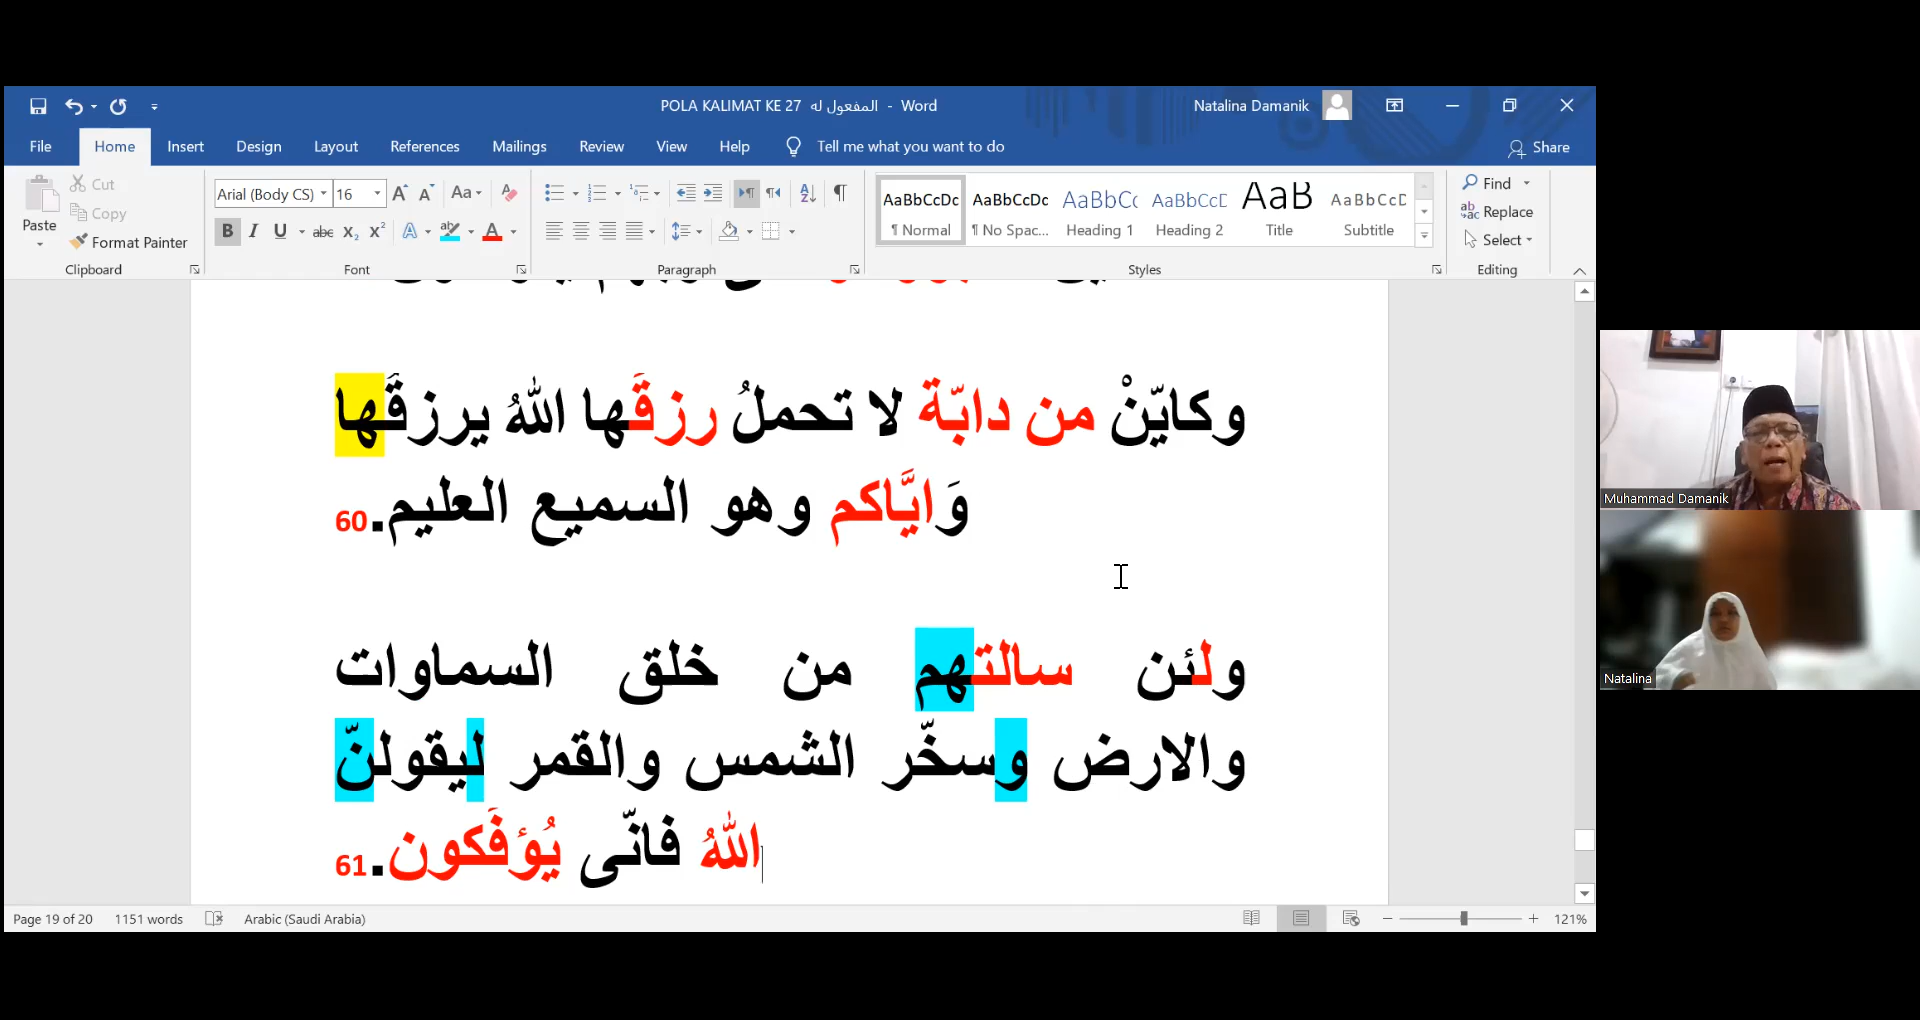 POLA KALIMAT KE 27 المفعول له - Word
Natalina Damanik
File Home Insert Design Layout References Mailings Review View Help Tell me what you want to do Share
Paste
Cut
Copy
Format Painter
Clipboard
Arial (Body CS) 16
Font
Paragraph
AaBbCcDc AaBbCcDc AaBbCc AaBbCcD AaB AaBbCcD
¶ Normal ¶ No Spac... Heading 1 Heading 2 Title Subtitle
Styles
Find
Replace
Select
Editing
وكايّنْ من دابّة لا تحملُ رزقَها اللهُ يرزقَها
وَايَّاكم وهو السميع العليم.60
ولئن سالتهم من خلق السماوات
والارض وسخّر الشمس والقمر ليقولنّ
اللهُ فانّى يُؤفَكون.61
Muhammad Damanik
Natalina
Page 19 of 20 1151 words Arabic (Saudi Arabia) 121%